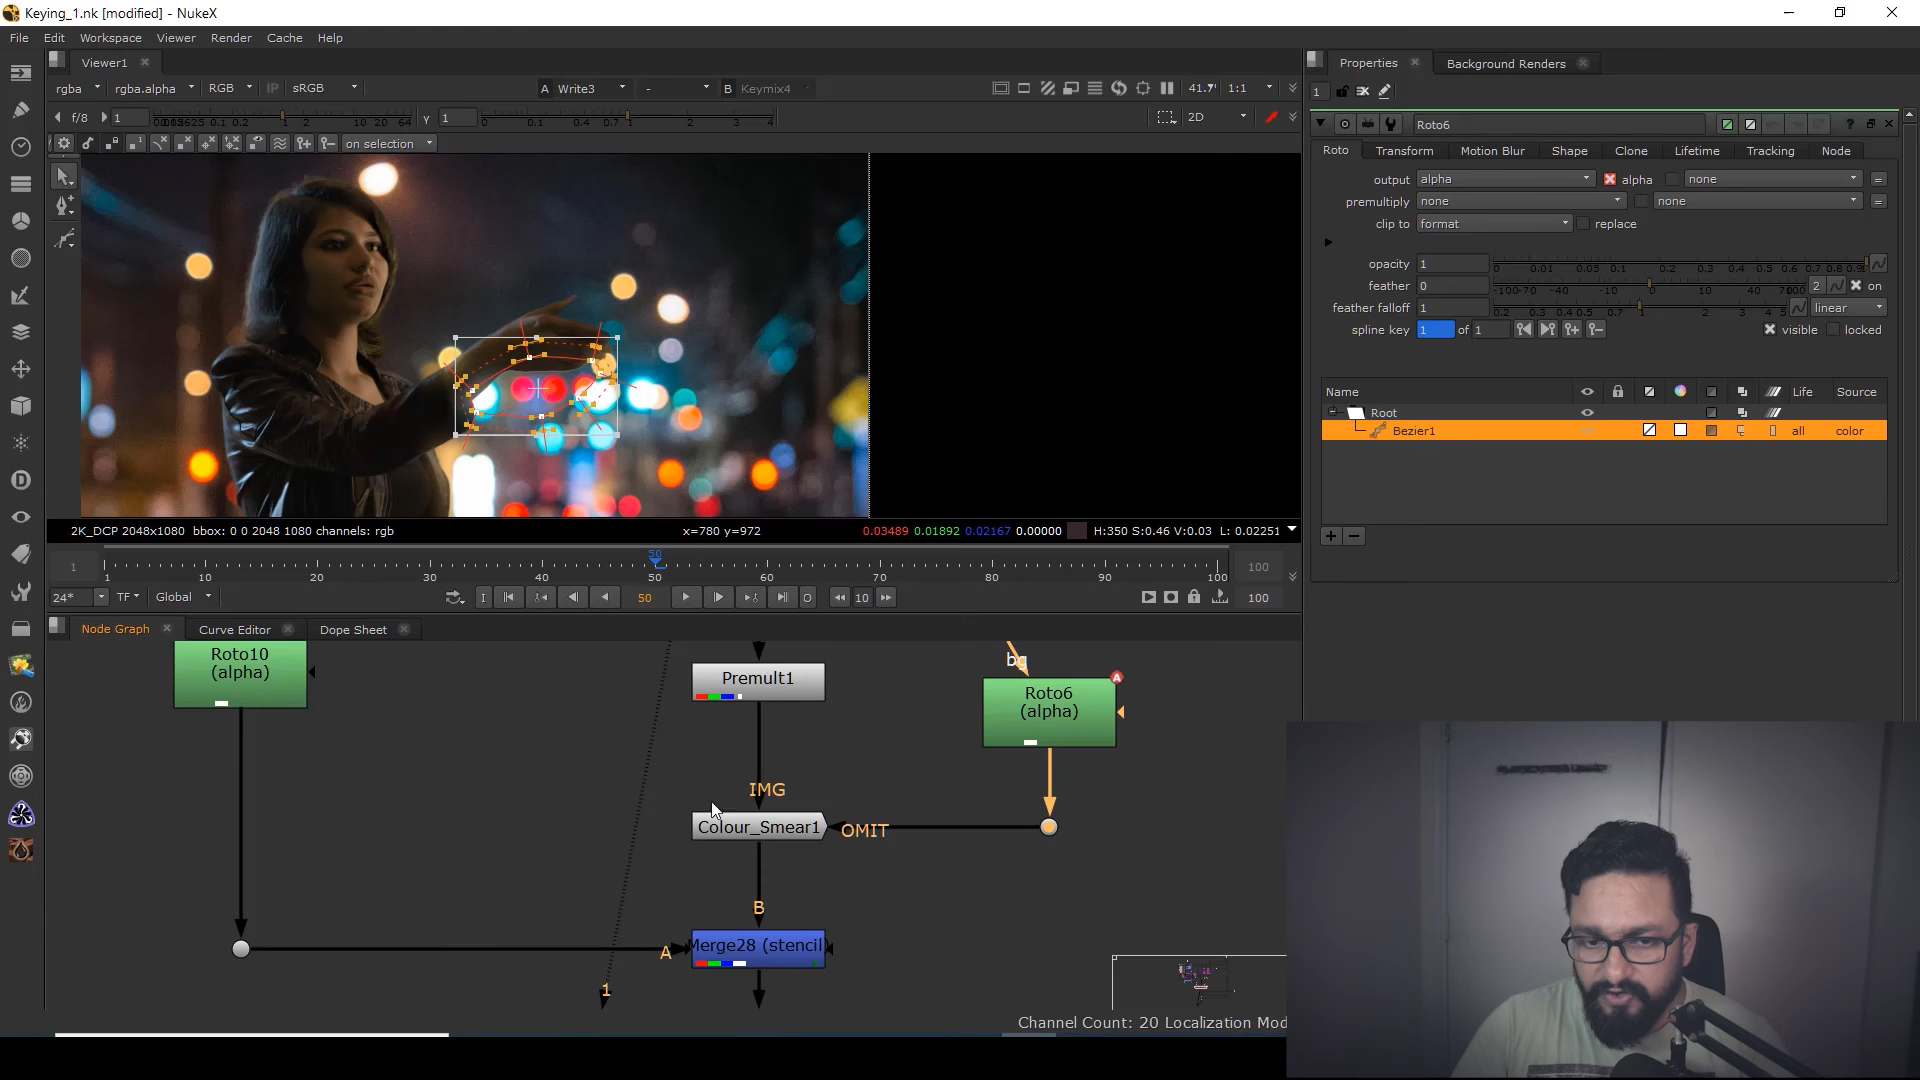 Keying_1.nk [modified] - NukeX
File Edit Workspace Viewer Render Cache Help
Viewer1
rgba rgba.alpha RGB IP sRGB A Write3 - B Keymix4 1:1
f/8 1 γ 1 2D
on selection
2K_DCP 2048x1080 bbox: 0 0 2048 1080 channels: rgb x=780 y=972 0.03489 0.01892 0.02167 0.00000 H:350 S:0.46 V:0.03 L: 0.02251
50
1 100
1 10 20 30 40 50 60 70 80 90 100
24* TF Global I 50 O 10 100
Node Graph Curve Editor Dope Sheet
Roto10
(alpha)
Premult1
bg
Roto6
(alpha)
A
IMG
Colour_Smear1
OMIT
B
A
Merge28 (stencil)
1
Channel Count: 20 Localization Mod
Properties Background Renders
1
Roto6
Roto Transform Motion Blur Shape Clone Lifetime Tracking Node
output alpha alpha none =
premultiply none none =
clip to format replace
opacity 1
feather 0 2 on
feather falloff 1 linear
spline key 1 of 1 visible locked
Name Life Source
Root
Bezier1 all color